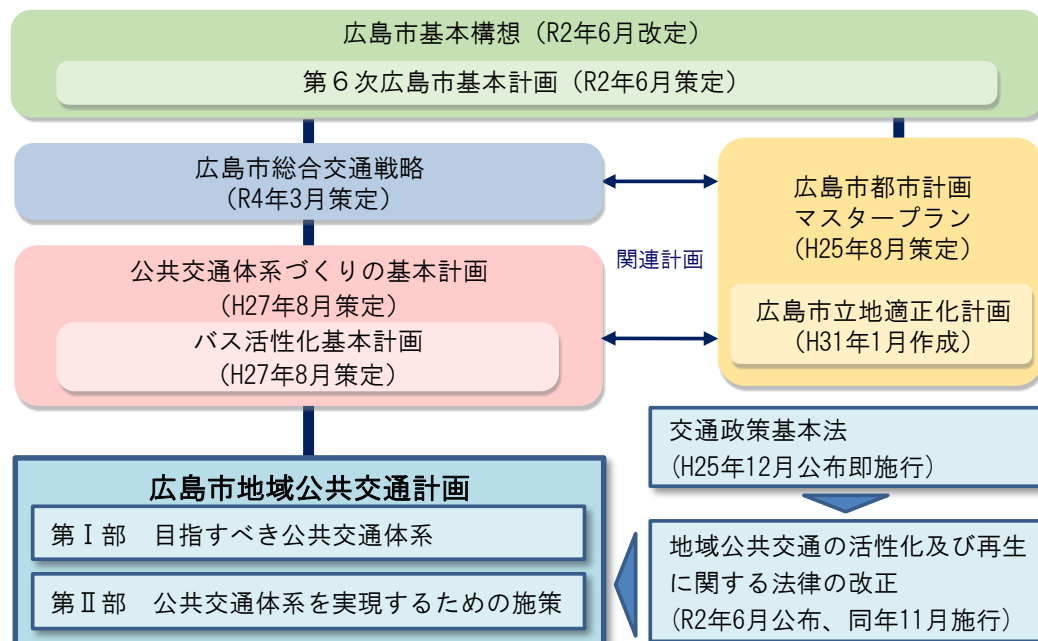 広島市基本構想（R2年6月改定）
第６次広島市基本計画（R2年6月策定）
広島市総合交通戦略
（R4年3月策定）
広島市都市計画
マスタープラン
（H25年8月策定）
関連計画
公共交通体系づくりの基本計画
（H27年8月策定）
バス活性化基本計画
（H27年8月策定）
広島市立地適正化計画
（H31年1月作成）
交通政策基本法
（H25年12月公布即施行）
広島市地域公共交通計画
第Ⅰ部　目指すべき公共交通体系
第Ⅱ部　公共交通体系を実現するための施策
地域公共交通の活性化及び再生
に関する法律の改正
（R2年6月公布、同年11月施行）